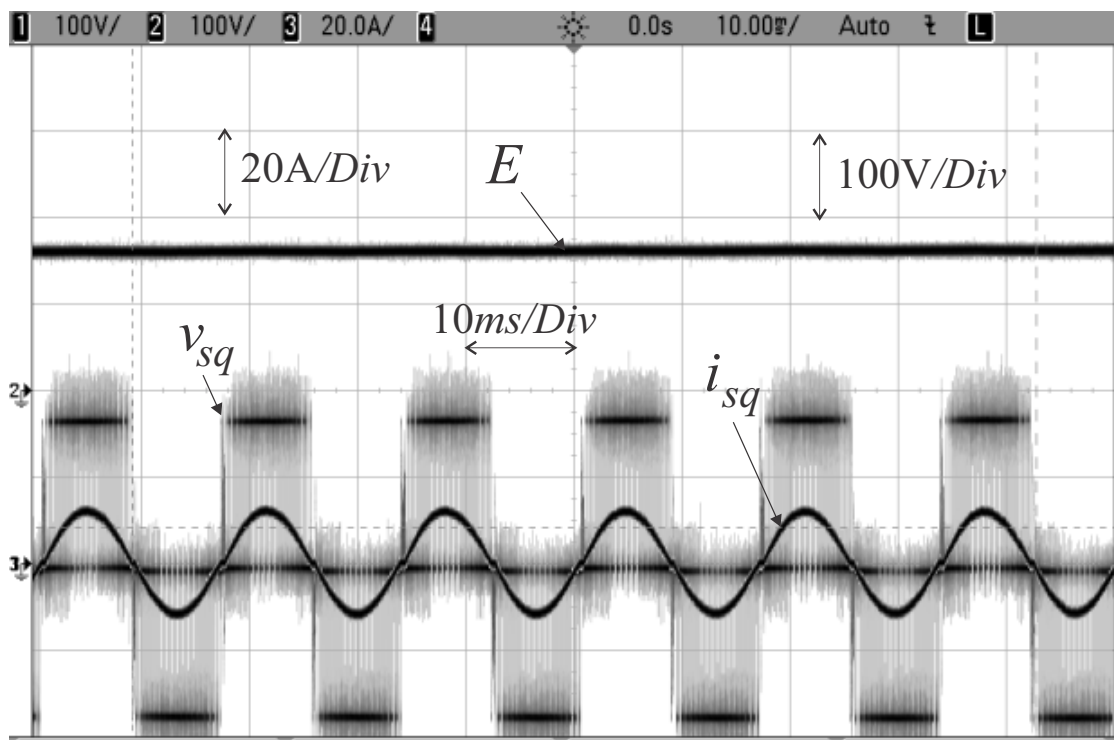 1 100V/ 2 100V/ 3 20.0A/ 4 0.0s 10.00ms/ Auto L
20A/Div
E
100V/Div
10ms/Div
v_sq
i_sq
2